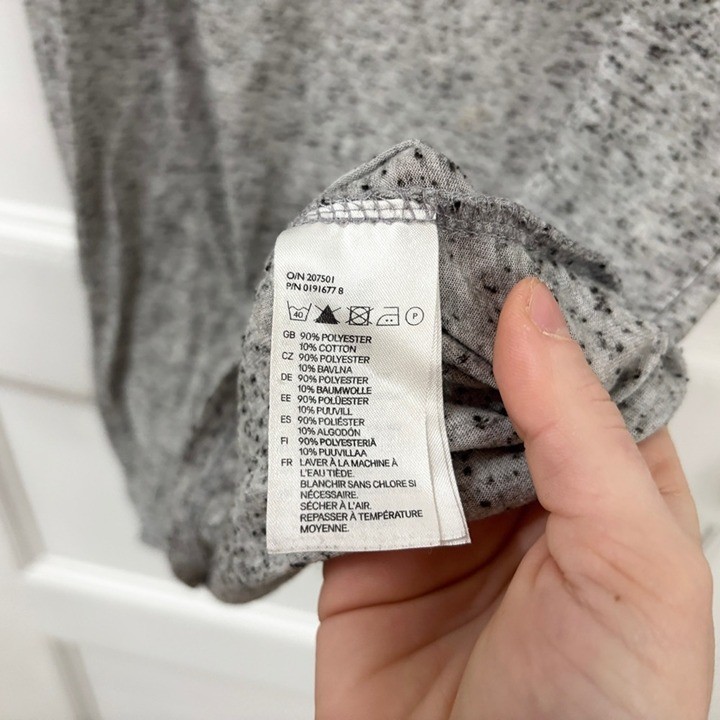 O/N 207501
P/N 0191677 8
40 P
GB 90% POLYESTER
10% COTTON
CZ 90% POLYESTER
10% BAVLNA
DE 90% POLYESTER
10% BAUMWOLLE
EE 90% POLÜESTER
10% PUUVILL
ES 90% POLIÉSTER
10% ALGODÓN
FI 90% POLYESTERIÄ
10% PUUVILLAA
FR LAVER À LA MACHINE À
L'EAU TIÈDE.
BLANCHIR SANS CHLORE SI
NÉCESSAIRE.
SÉCHER À L'AIR.
REPASSER À TEMPÉRATURE
MOYENNE.